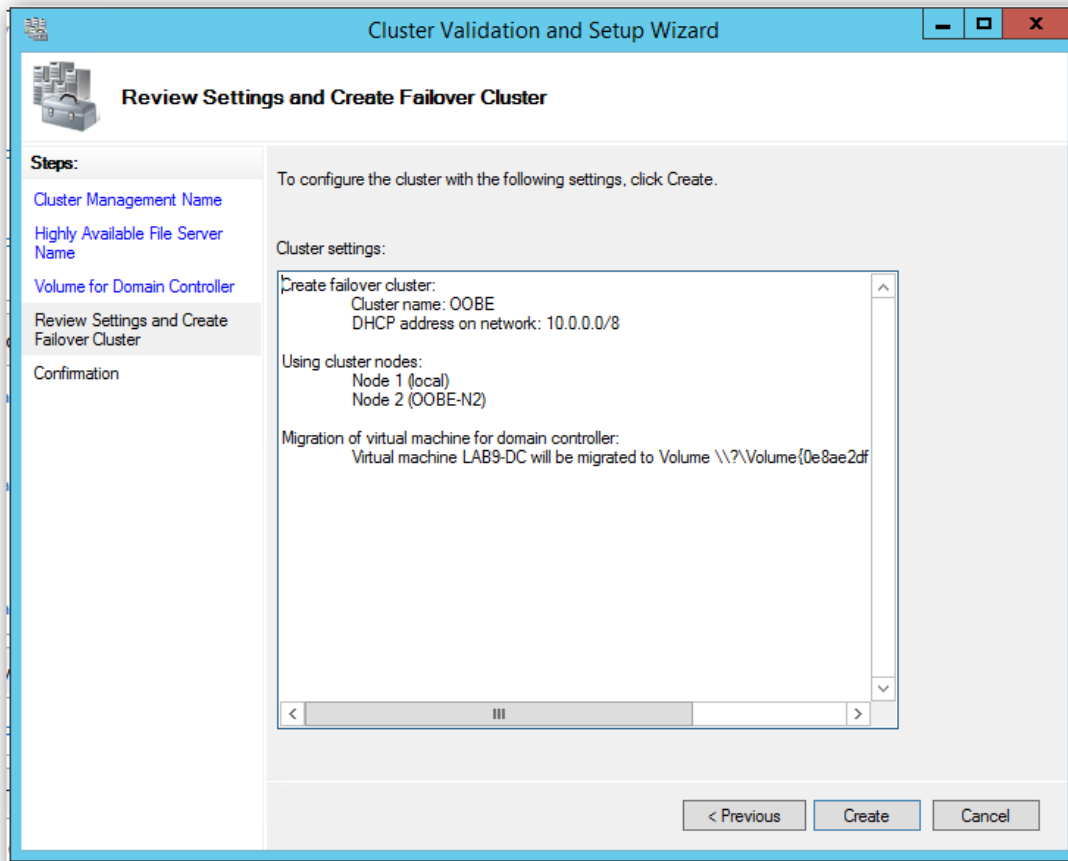 Cluster Validation and Setup Wizard
Review Settings and Create Failover Cluster
Steps:
Cluster Management Name
Highly Available File Server
Name
Volume for Domain Controller
Review Settings and Create
Failover Cluster
Confirmation
To configure the cluster with the following settings, click Create.
Cluster settings:
Create failover cluster:
Cluster name: OOBE
DHCP address on network: 10.0.0.0/8
Using cluster nodes:
Node 1 (local)
Node 2 (OOBE-N2)
Migration of virtual machine for domain controller:
Virtual machine LAB9-DC will be migrated to Volume \\?\Volume{0e8ae2df
< Previous
Create
Cancel